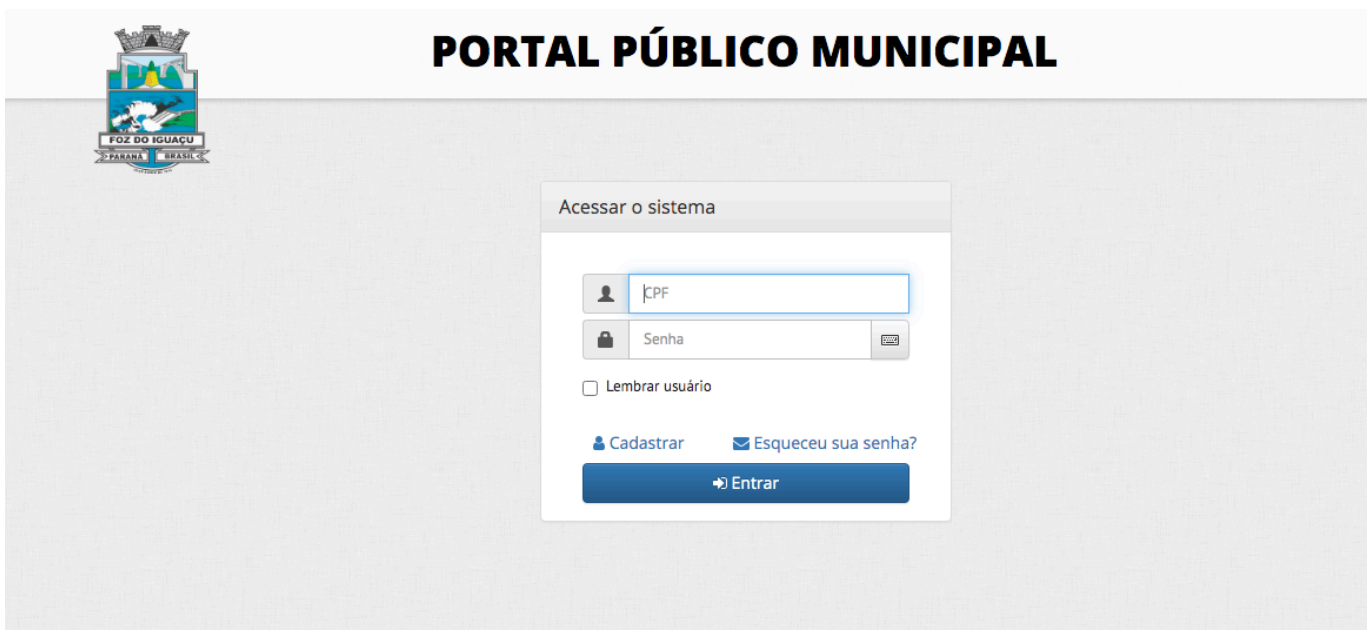 PORTAL PÚBLICO MUNICIPAL
FOZ DO IGUAÇU
PARANÁ BRASIL
Acessar o sistema
CPF
Senha
Lembrar usuário
Cadastrar Esqueceu sua senha?
Entrar